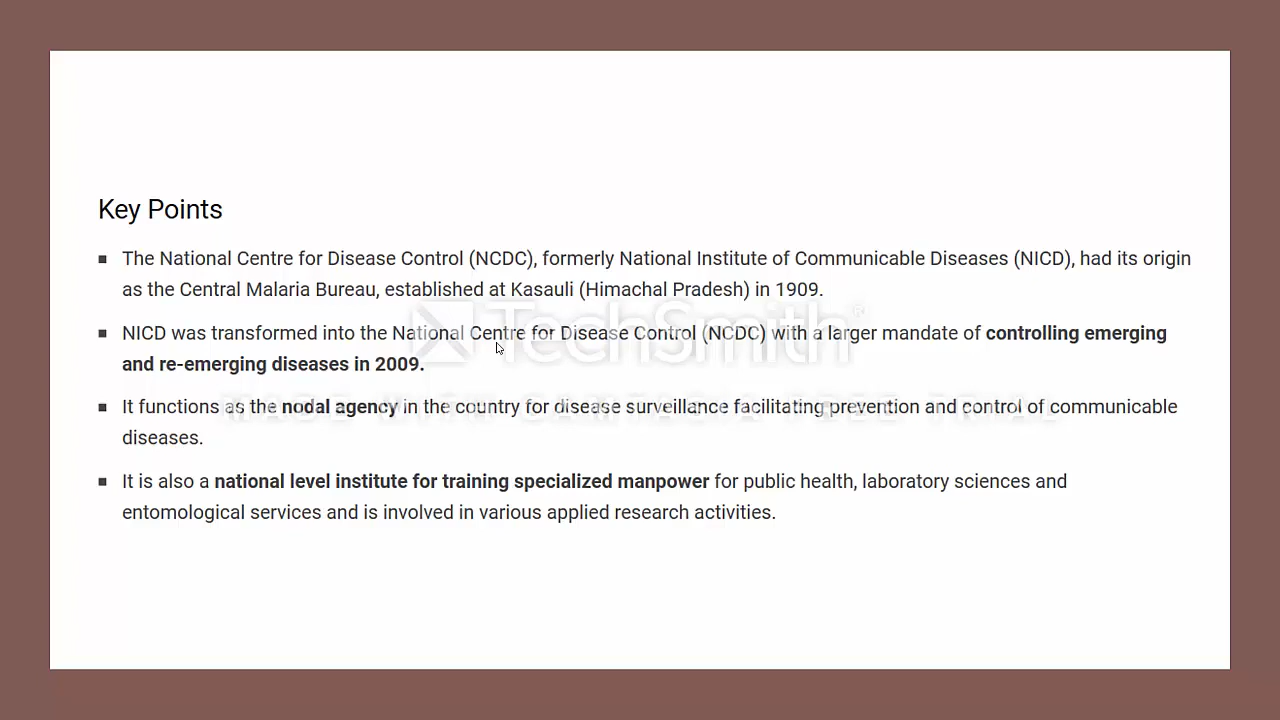 Key Points
The National Centre for Disease Control (NCDC), formerly National Institute of Communicable Diseases (NICD), had its origin
as the Central Malaria Bureau, established at Kasauli (Himachal Pradesh) in 1909.
NICD was transformed into the National Centre for Disease Control (NCDC) with a larger mandate of controlling emerging
and re-emerging diseases in 2009.
TechSmith®
It functions as the nodal agency in the country for disease surveillance facilitating prevention and control of communicable
MADE WITH CAMTASIA FREE TRIAL
diseases.
It is also a national level institute for training specialized manpower for public health, laboratory sciences and
entomological services and is involved in various applied research activities.